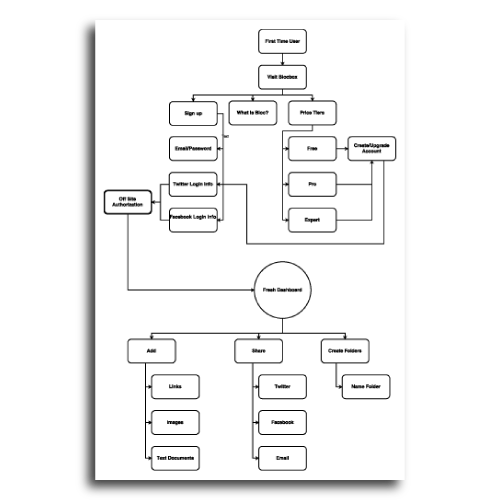 First Time User
Visit Blocbox
Sign up
What is Bloc?
Price Tiers
Email/Password
Free
Create/Upgrade
Account
Twitter Login Info
Pro
Off Site
Authorization
Facebook Login Info
Expert
Fresh Dashboard
Add
Share
Create Folders
Links
Twitter
Name Folder
Images
Facebook
Text Documents
Email